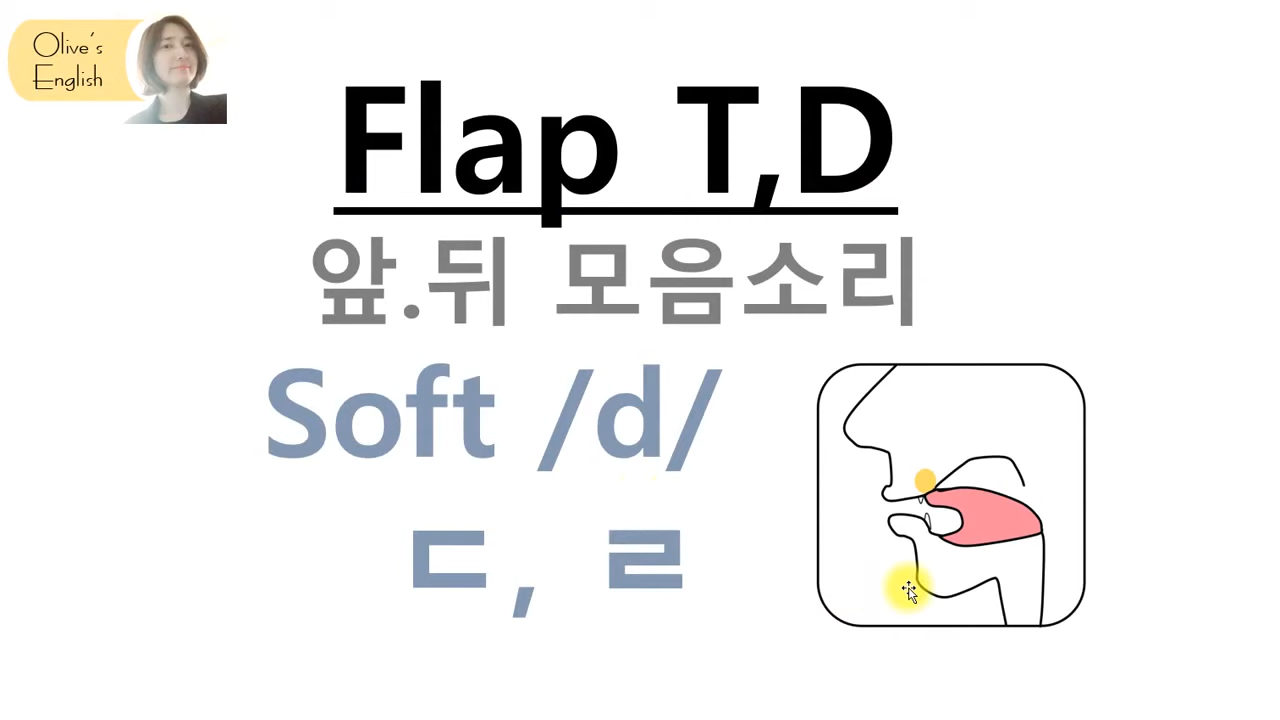 Olive's
English
Flap T,D
앞.뒤 모음소리
Soft /d/
ㄷ, ㄹ